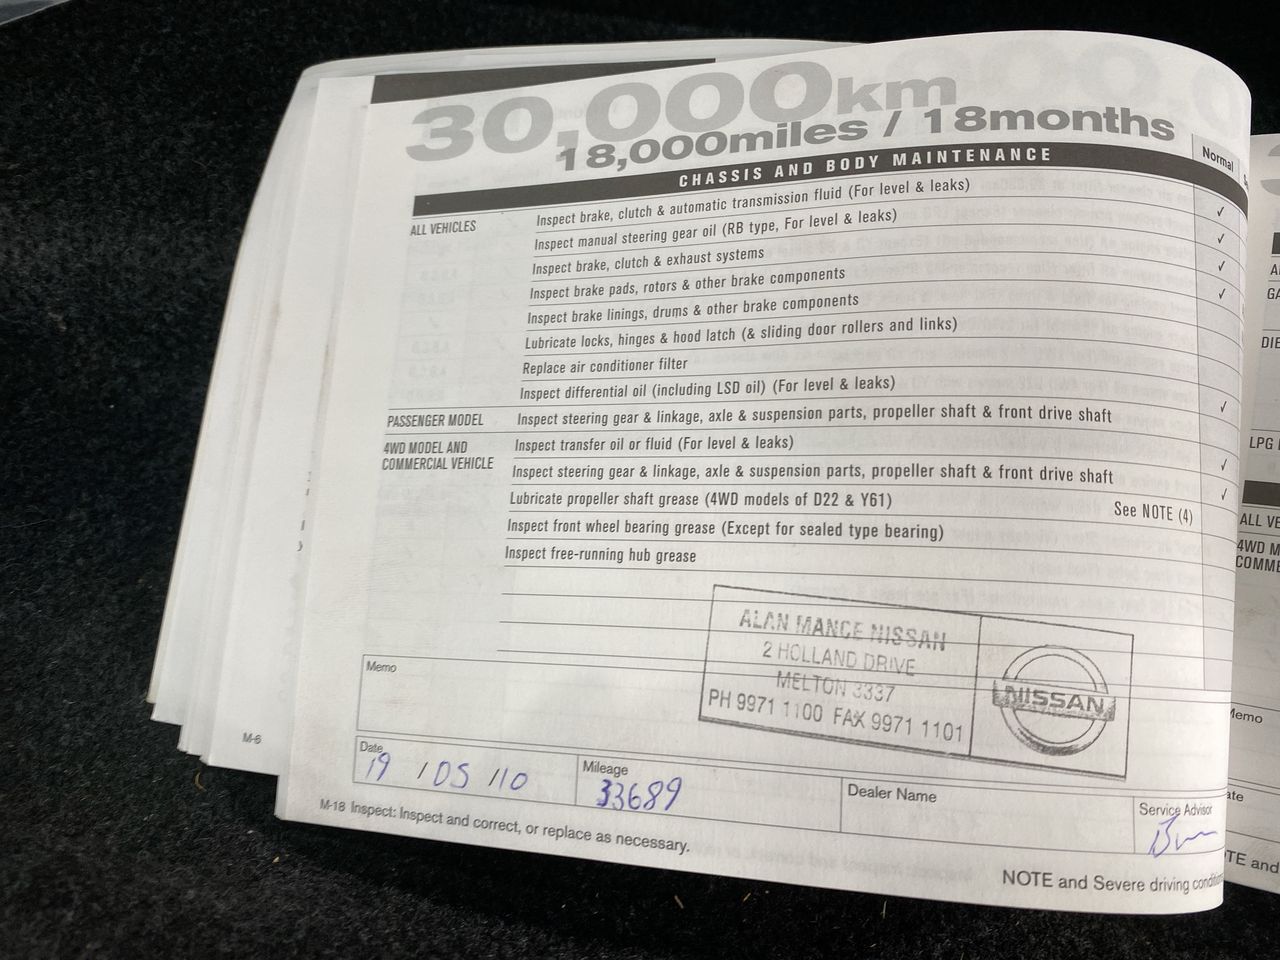 30,000km
18,000miles / 18months
CHASSIS AND BODY MAINTENANCE
Normal
ALL VEHICLES
Inspect brake, clutch & automatic transmission fluid (For level & leaks) ✓
Inspect manual steering gear oil (RB type, For level & leaks) ✓
Inspect brake, clutch & exhaust systems ✓
Inspect brake pads, rotors & other brake components ✓
Inspect brake linings, drums & other brake components
Lubricate locks, hinges & hood latch (& sliding door rollers and links)
Replace air conditioner filter
Inspect differential oil (including LSD oil) (For level & leaks) ✓
PASSENGER MODEL
Inspect steering gear & linkage, axle & suspension parts, propeller shaft & front drive shaft
4WD MODEL AND
COMMERCIAL VEHICLE
Inspect transfer oil or fluid (For level & leaks) ✓
Inspect steering gear & linkage, axle & suspension parts, propeller shaft & front drive shaft ✓
Lubricate propeller shaft grease (4WD models of D22 & Y61) See NOTE (4)
Inspect front wheel bearing grease (Except for sealed type bearing)
Inspect free-running hub grease
ALAN MANCE NISSAN
2 HOLLAND DRIVE
MELTON 3337
PH 9971 1100 FAX 9971 1101
NISSAN
Memo
Date
19 / 05 / 10
Mileage
33689
Dealer Name
Service Advisor
M-18 Inspect: Inspect and correct, or replace as necessary.
NOTE and Severe driving
M-6
DIE
LPG
ALL VE
4WD M
COMME
Memo